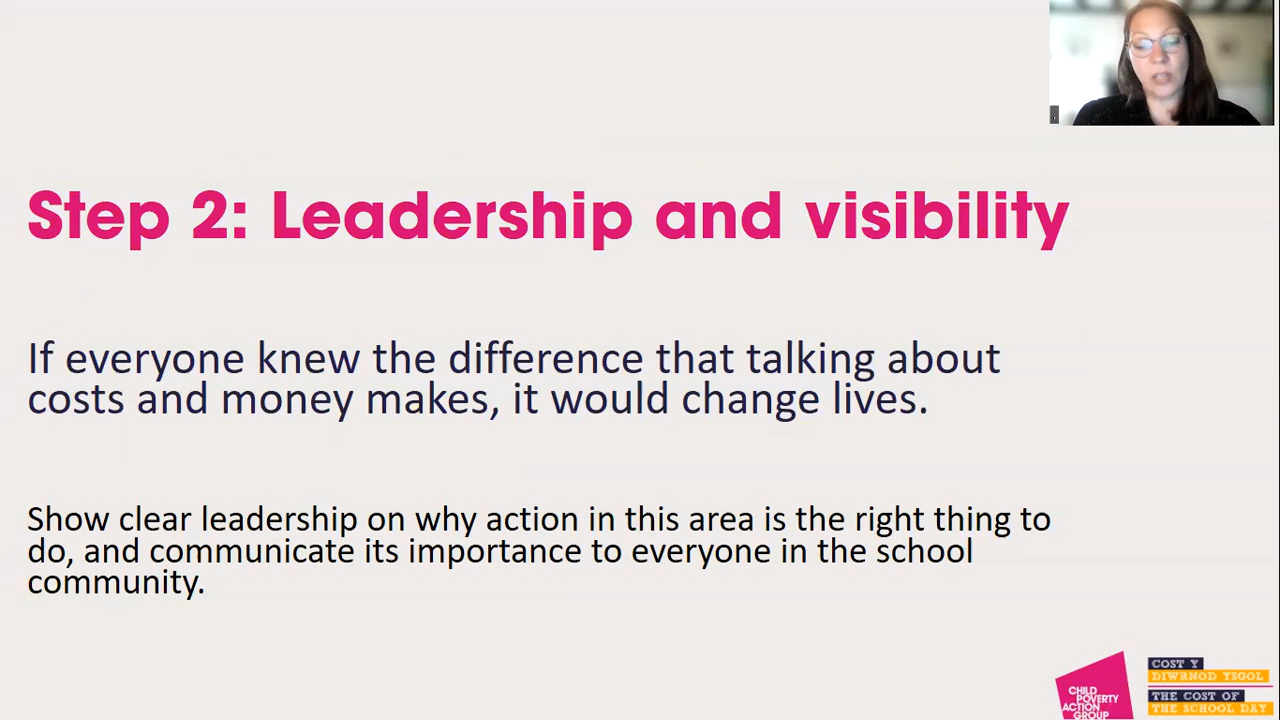 Step 2: Leadership and visibility
If everyone knew the difference that talking about
costs and money makes, it would change lives.
Show clear leadership on why action in this area is the right thing to
do, and communicate its importance to everyone in the school
community.
CHILD
POVERTY
ACTION
GROUP
COST Y
DIWRNOD YSGOL
THE COST OF
THE SCHOOL DAY